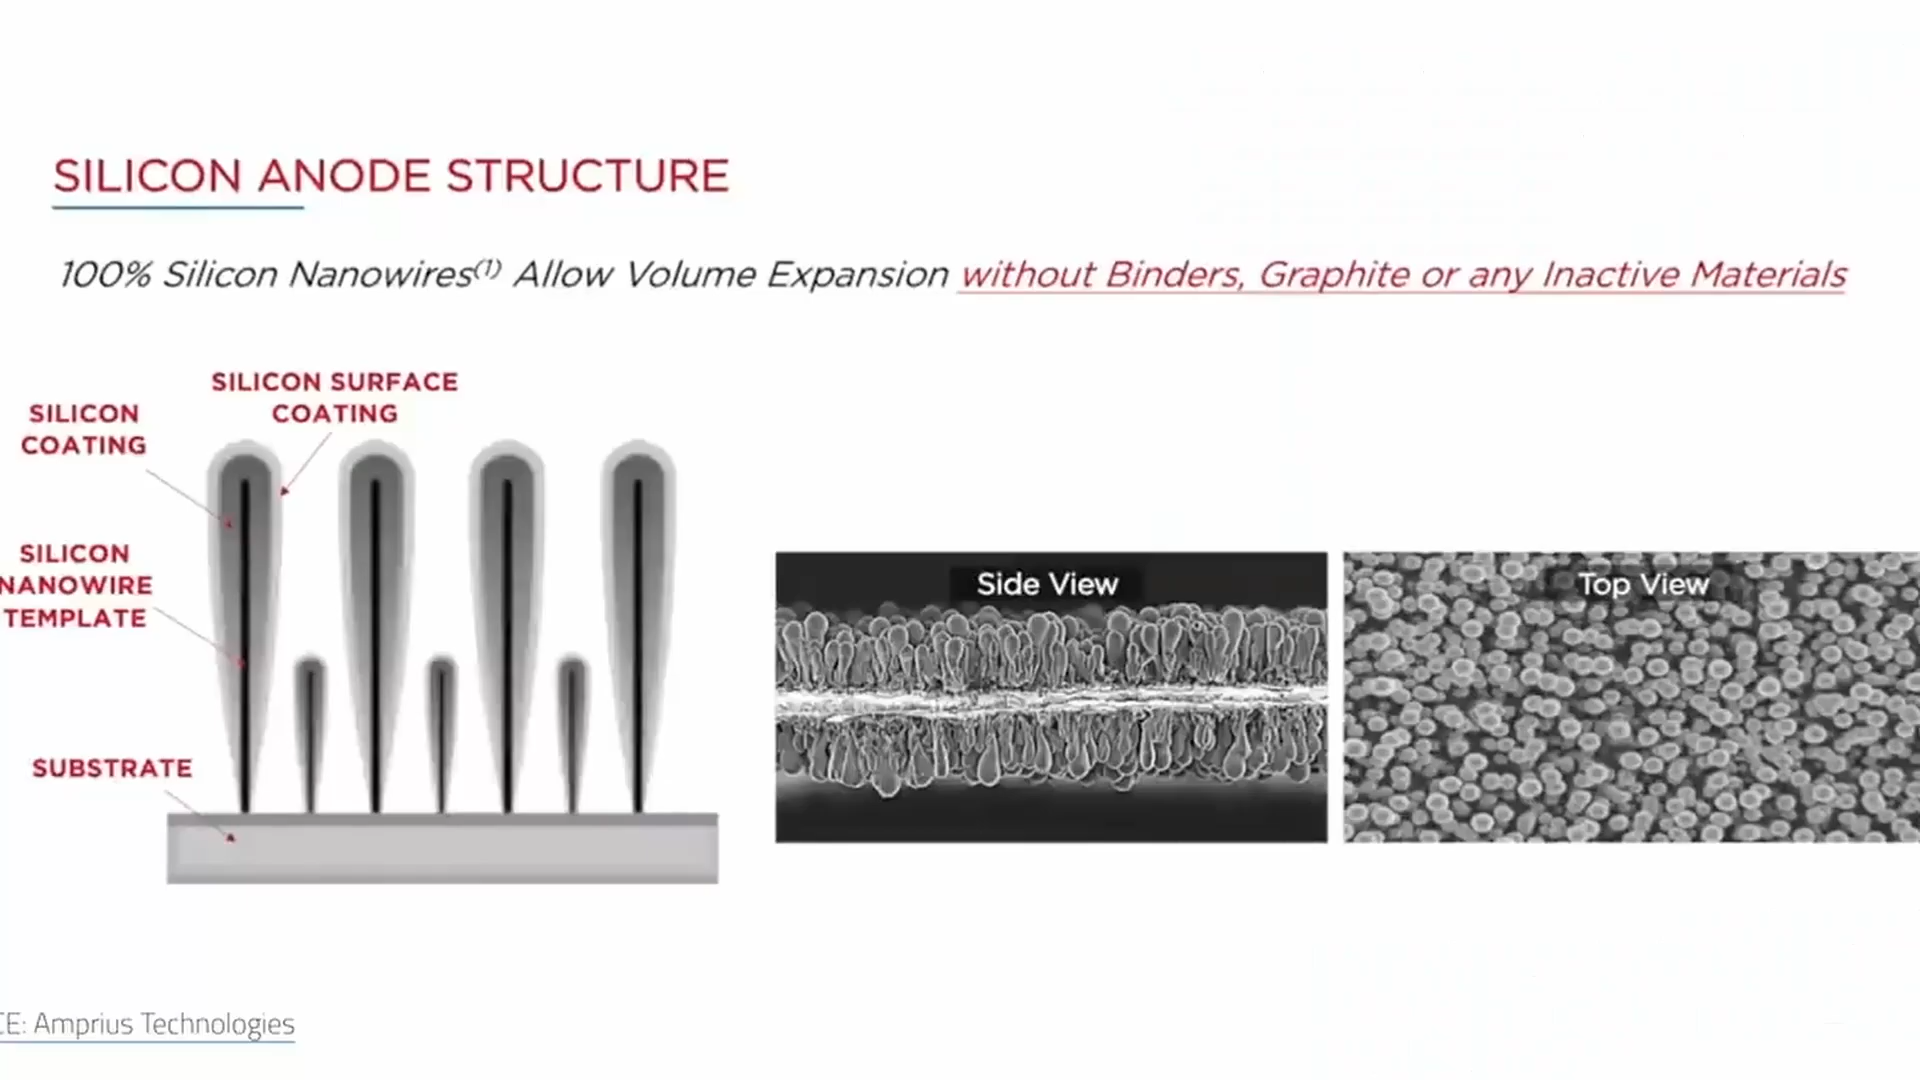 SILICON ANODE STRUCTURE
100% Silicon Nanowires(1) Allow Volume Expansion without Binders, Graphite or any Inactive Materials
SILICON SURFACE
COATING
SILICON
COATING
SILICON
NANOWIRE
TEMPLATE
SUBSTRATE
Side View
Top View
CE: Amprius Technologies